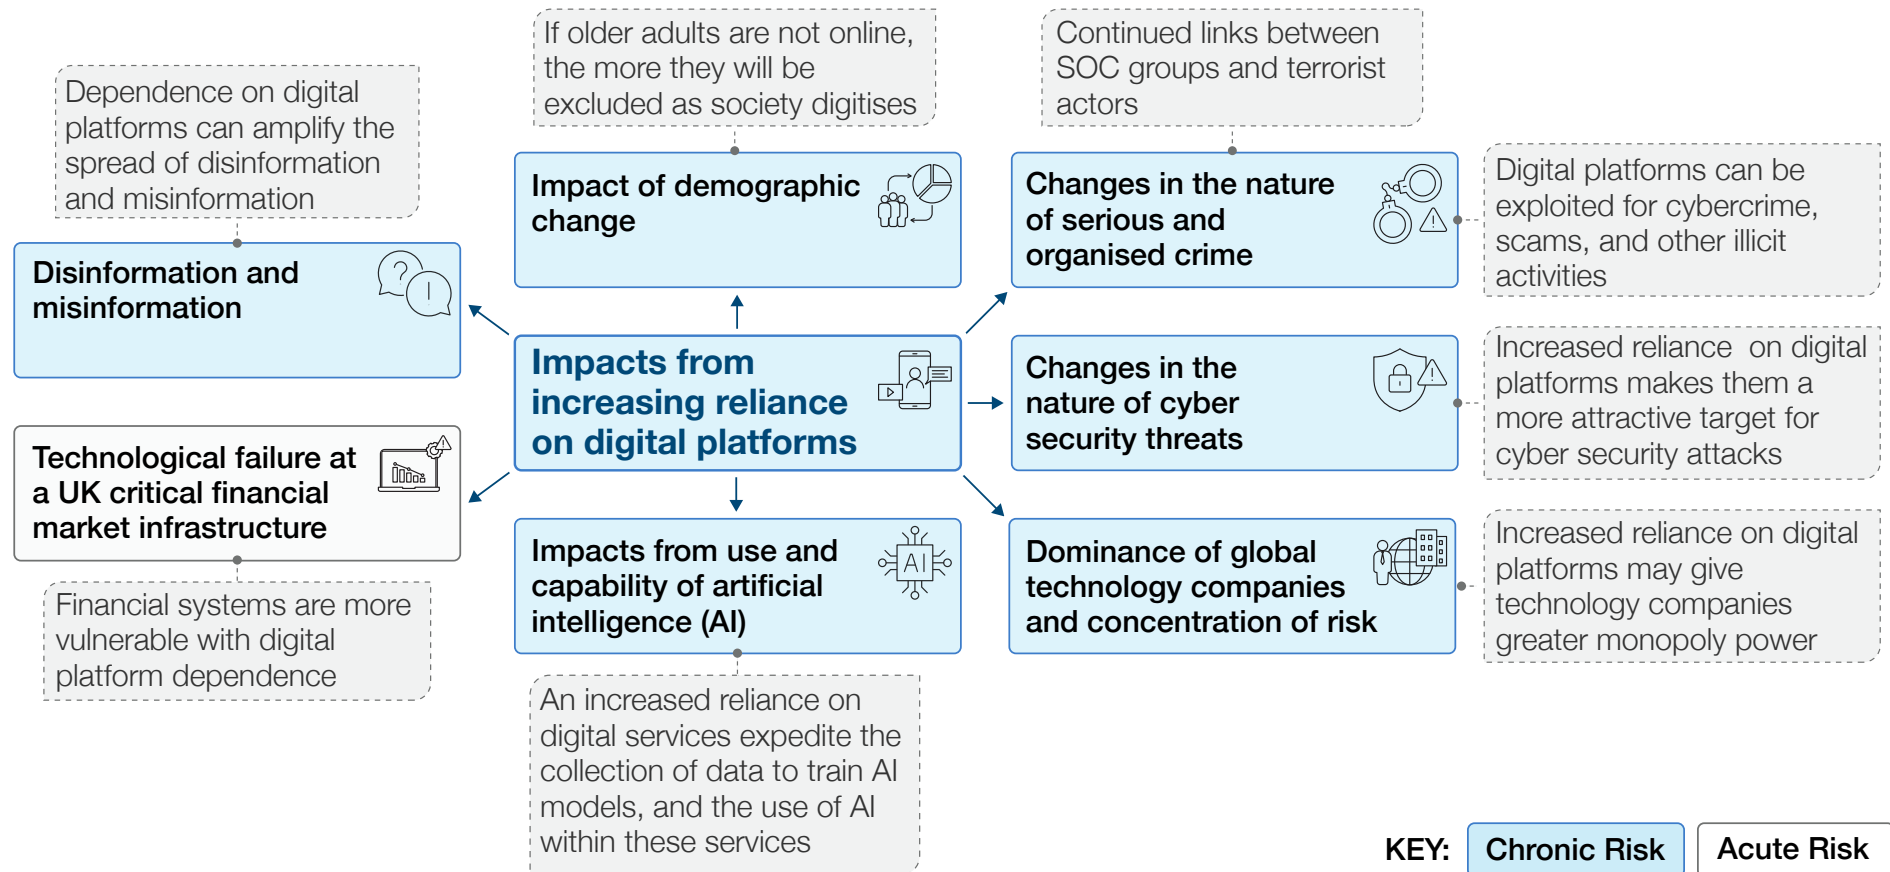 If older adults are not online,
the more they will be
excluded as society digitises
Continued links between
SOC groups and terrorist
actors
Dependence on digital
platforms can amplify the
spread of disinformation
and misinformation
Impact of demographic
change
Changes in the nature
of serious and
organised crime
Digital platforms can be
exploited for cybercrime,
scams, and other illicit
activities
Disinformation and
misinformation
?
!
Impacts from
increasing reliance
on digital platforms
Changes in the
nature of cyber
security threats
Increased reliance on digital
platforms makes them a
more attractive target for
cyber security attacks
Technological failure at
a UK critical financial
market infrastructure
Financial systems are more
vulnerable with digital
platform dependence
Impacts from use and
capability of artificial
intelligence (AI)
AI
Dominance of global
technology companies
and concentration of risk
Increased reliance on digital
platforms may give
technology companies
greater monopoly power
An increased reliance on
digital services expedite the
collection of data to train AI
models, and the use of AI
within these services
KEY:
Chronic Risk
Acute Risk